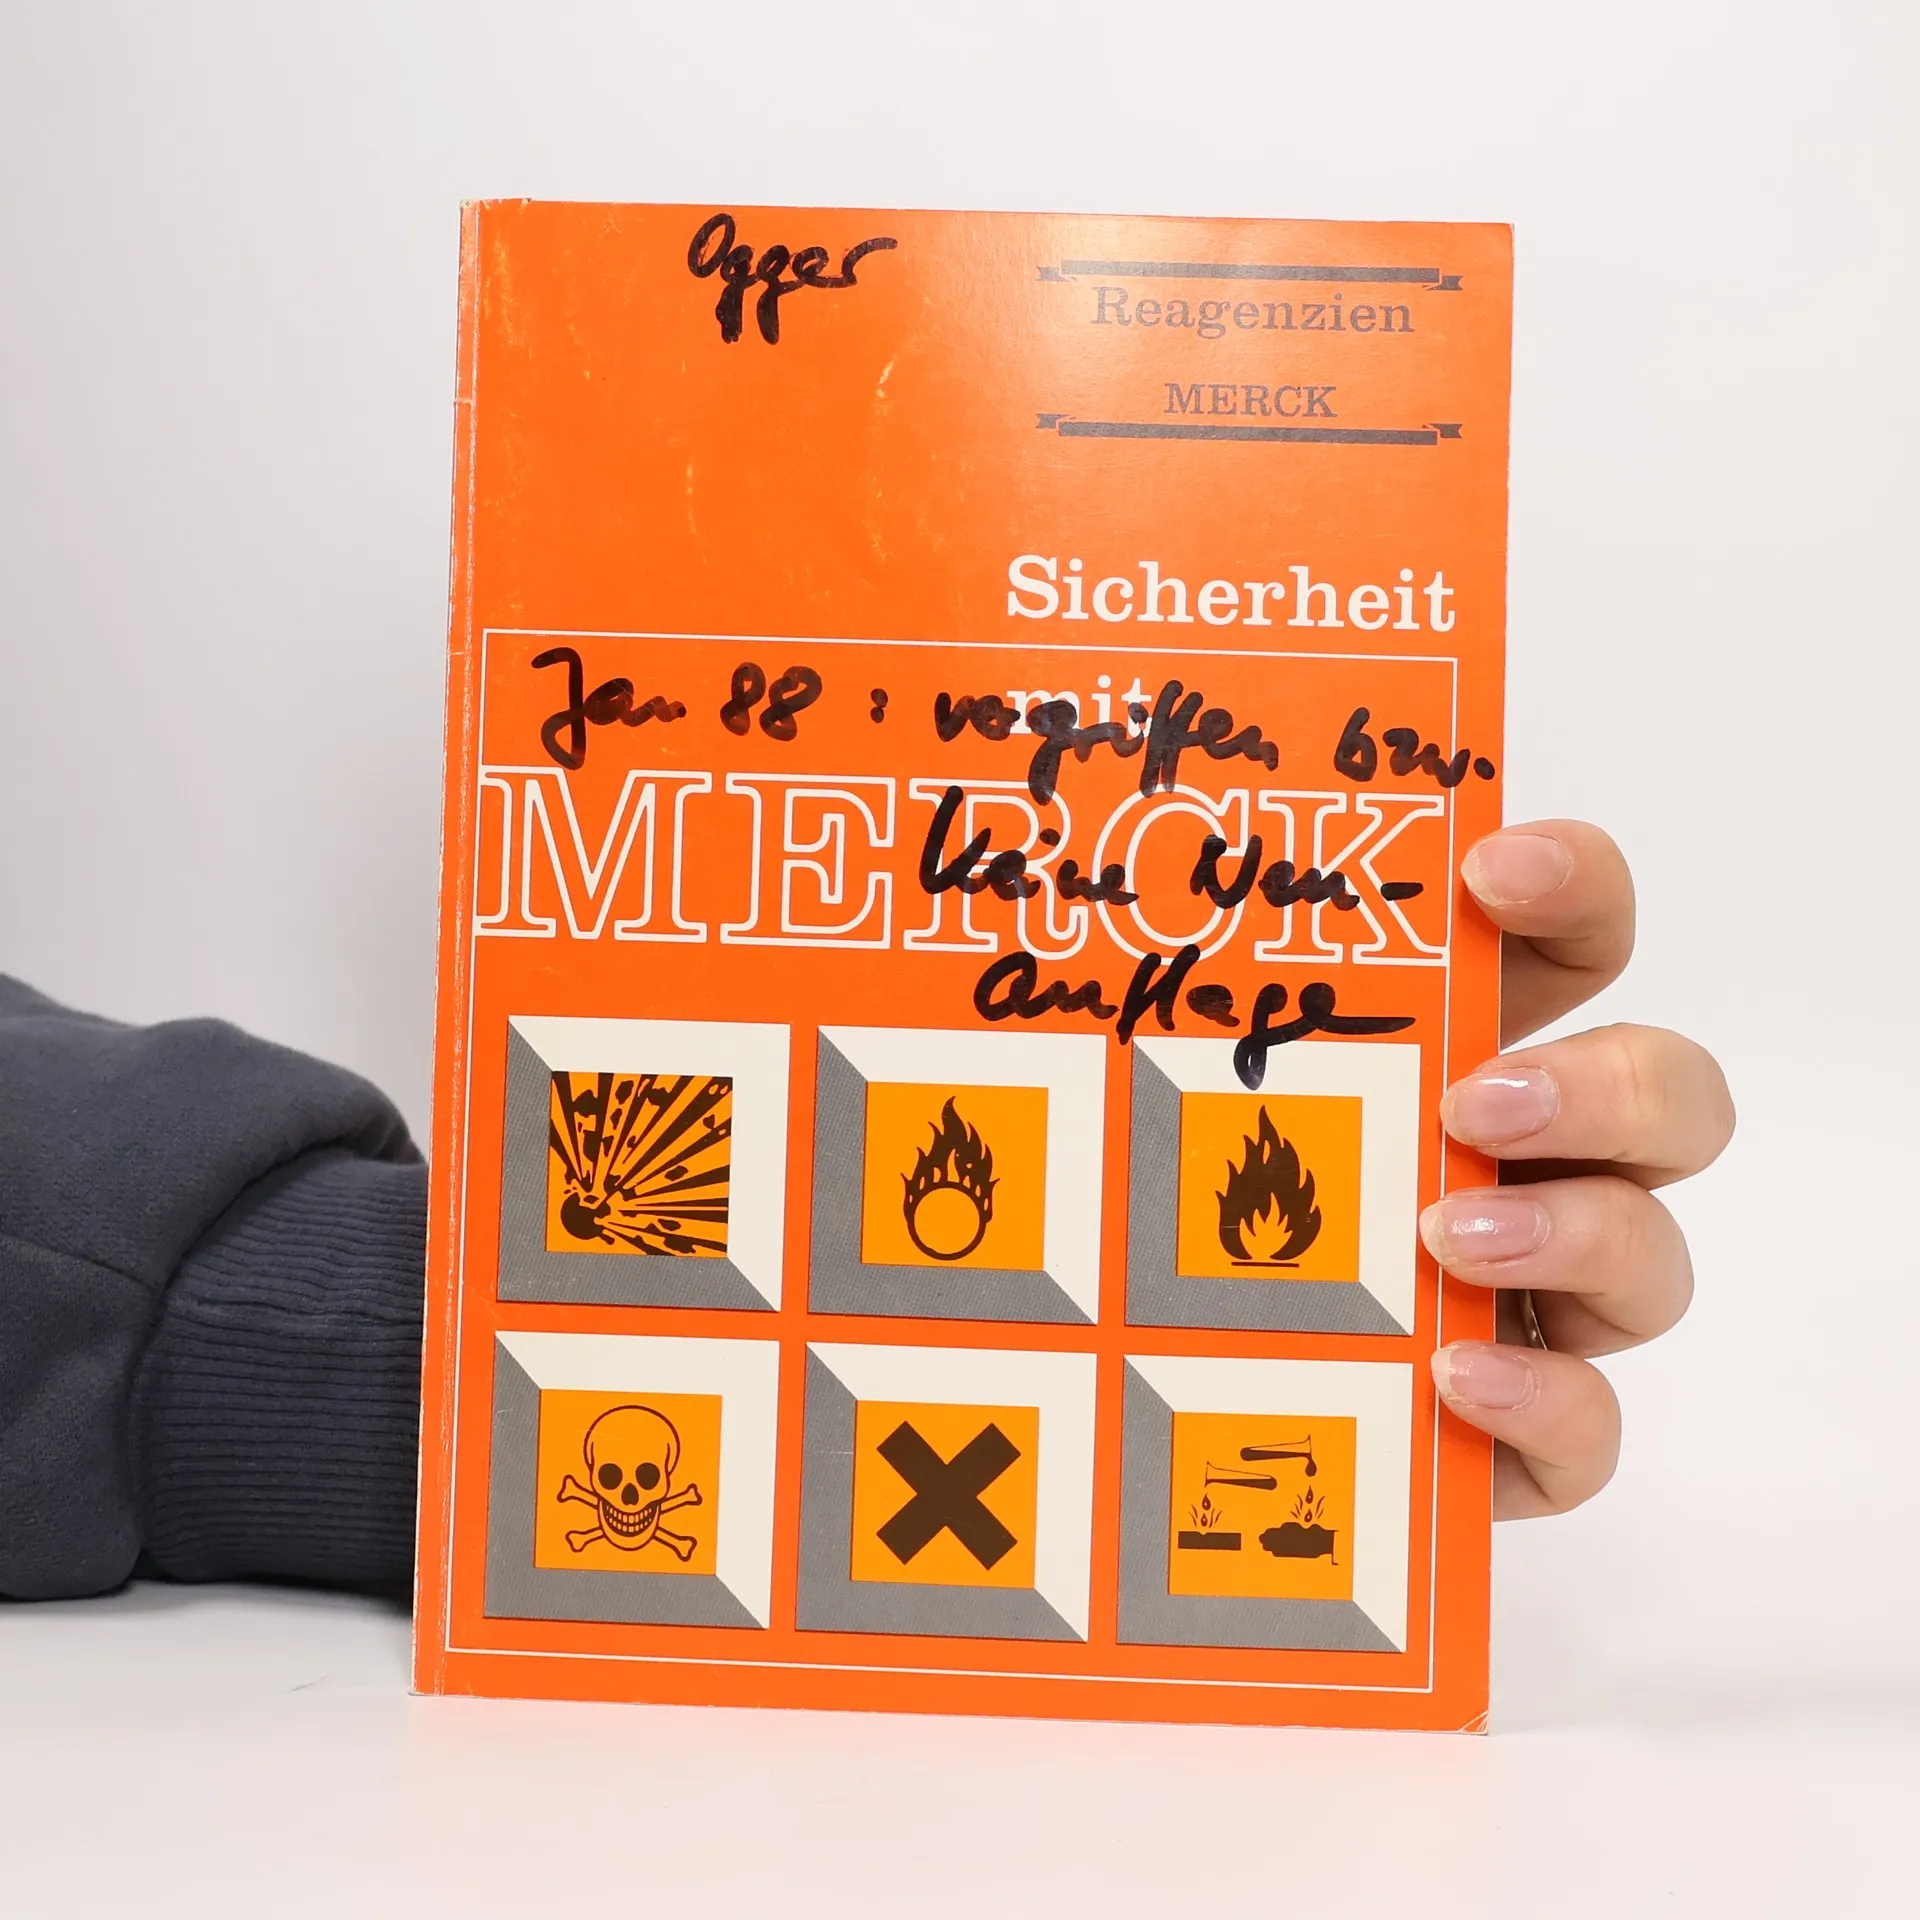 Ogger
Reagenzien
MERCK
Sicherheit
mit
Jan 88 : vergriffen bzw.
MERCK
keine Neu-
auflage